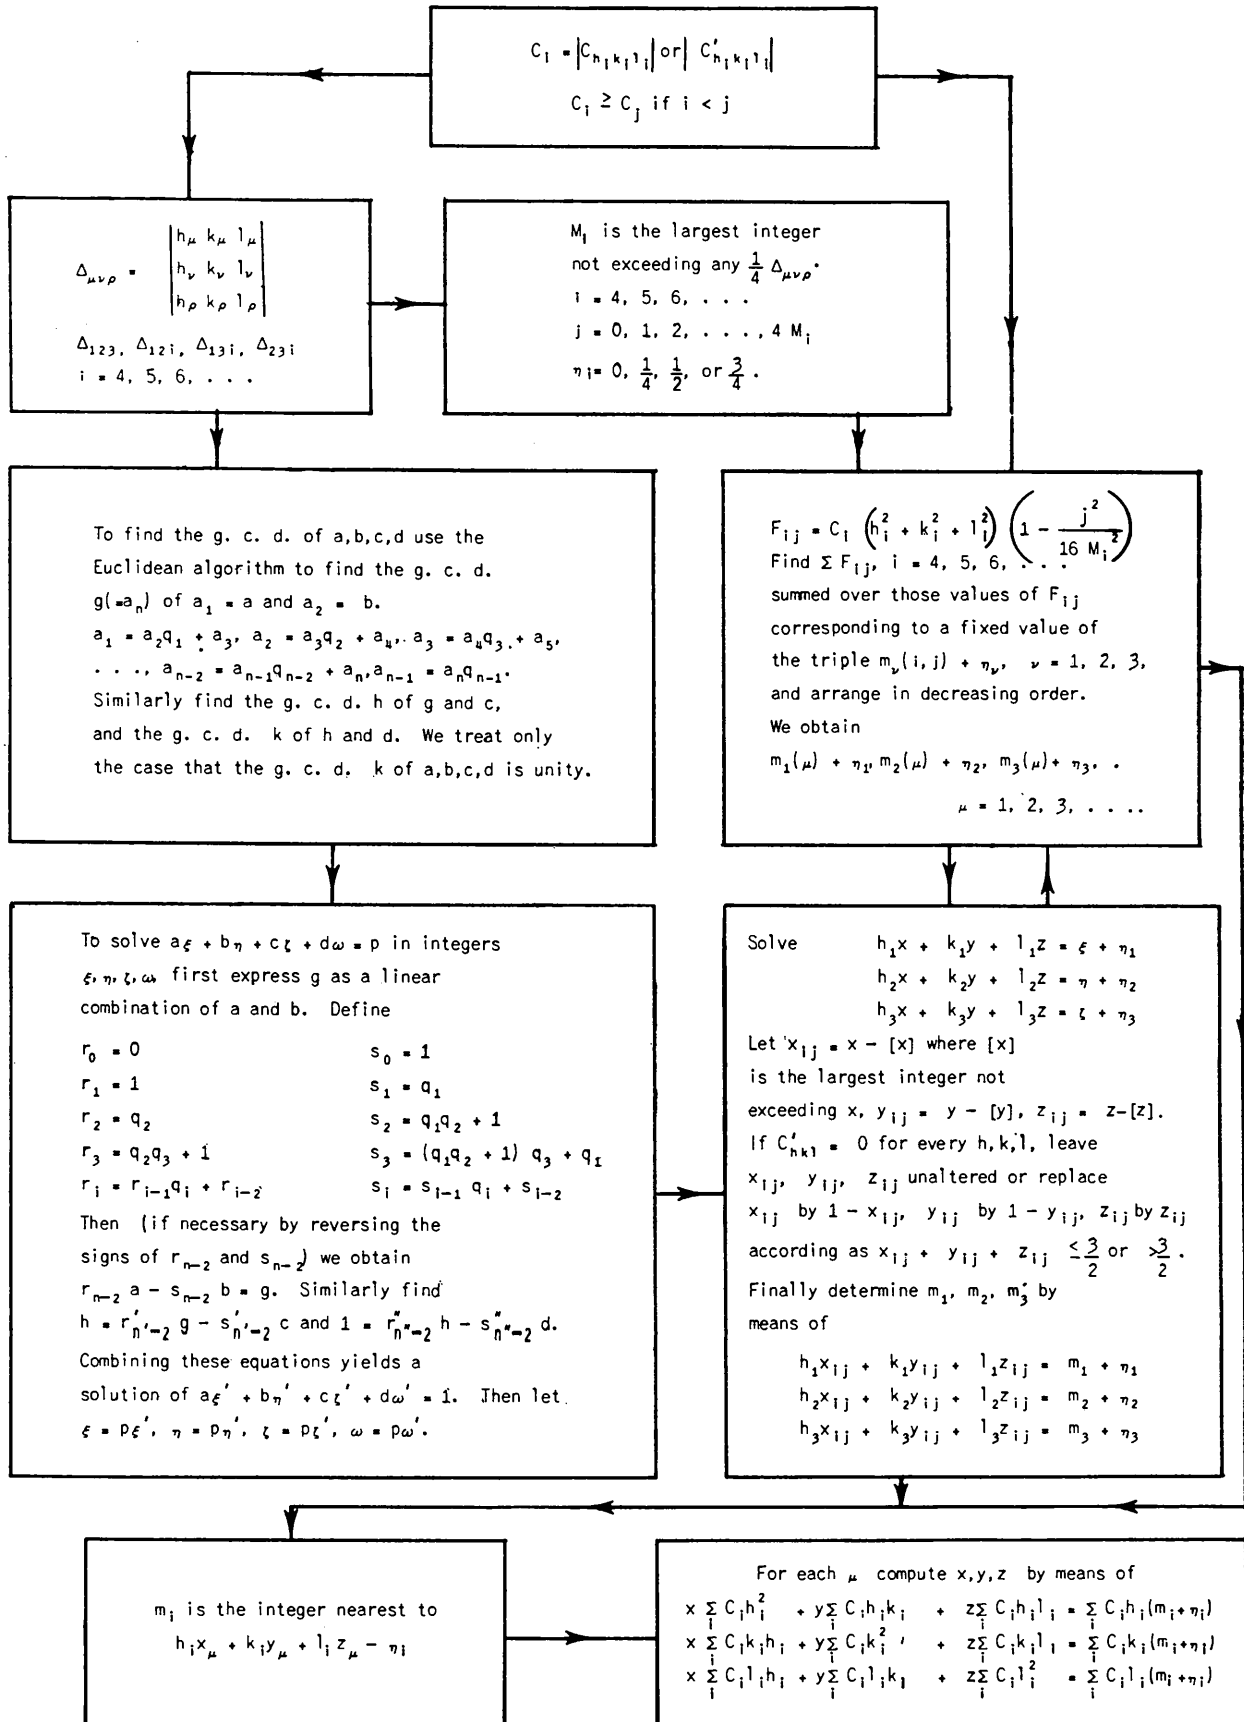 C_i = |C_{h_i k_i l_i}| or | C'_{h_i k_i l_i}|
C_i ≥ C_j if i < j
Δ_{μνρ} = |h_μ k_μ l_μ|
|h_ν k_ν l_ν|
|h_ρ k_ρ l_ρ|
Δ_{123}, Δ_{12i}, Δ_{13i}, Δ_{23i}
i = 4, 5, 6, . . .
M_i is the largest integer
not exceeding any 1/4 Δ_{μνρ}.
i = 4, 5, 6, . . .
j = 0, 1, 2, . . . , 4 M_i
η_i = 0, 1/4, 1/2, or 3/4 .
To find the g. c. d. of a,b,c,d use the
Euclidean algorithm to find the g. c. d.
g(=a_n) of a_1 = a and a_2 = b.
a_1 = a_2q_1 + a_3, a_2 = a_3q_2 + a_4, a_3 = a_4q_3 + a_5,
. . ., a_{n-2} = a_{n-1}q_{n-2} + a_n, a_{n-1} = a_nq_{n-1}.
Similarly find the g. c. d. h of g and c,
and the g. c. d. k of h and d. We treat only
the case that the g. c. d. k of a,b,c,d is unity.
F_{ij} = C_i (h_i^2 + k_i^2 + l_i^2) (1 - j^2/16 M_i^2)
Find Σ F_{ij}, i = 4, 5, 6, . . .
summed over those values of F_{ij}
corresponding to a fixed value of
the triple m_ν(i,j) + η_ν, ν = 1, 2, 3,
and arrange in decreasing order.
We obtain
m_1(μ) + η_1, m_2(μ) + η_2, m_3(μ) + η_3, .
μ = 1, 2, 3, . . . .
To solve aξ + bη + cζ + dω = p in integers
ξ, η, ζ, ω, first express g as a linear
combination of a and b. Define
r_0 = 0 s_0 = 1
r_1 = 1 s_1 = q_1
r_2 = q_2 s_2 = q_1q_2 + 1
r_3 = q_2q_3 + 1 s_3 = (q_1q_2 + 1) q_3 + q_1
r_i = r_{i-1}q_i + r_{i-2} s_i = s_{i-1} q_i + s_{i-2}
Then (if necessary by reversing the
signs of r_{n-2} and s_{n-2}) we obtain
r_{n-2} a - s_{n-2} b = g. Similarly find
h = r'_{n'-2} g - s'_{n'-2} c and 1 = r''_{n''-2} h - s''_{n''-2} d.
Combining these equations yields a
solution of aξ' + bη' + cζ' + dω' = 1. Then let
ξ = pξ', η = pη', ζ = pζ', ω = pω'.
Solve h_1x + k_1y + l_1z = ξ + η_1
h_2x + k_2y + l_2z = η + η_2
h_3x + k_3y + l_3z = ζ + η_3
Let x_{ij} = x - [x] where [x]
is the largest integer not
exceeding x, y_{ij} = y - [y], z_{ij} = z-[z].
If C'_{hkl} = 0 for every h,k,l, leave
x_{ij}, y_{ij}, z_{ij} unaltered or replace
x_{ij} by 1 - x_{ij}, y_{ij} by 1 - y_{ij}, z_{ij} by z_{ij}
according as x_{ij} + y_{ij} + z_{ij} ≤ 3/2 or > 3/2 .
Finally determine m_1, m_2, m_3 by
means of
h_1x_{ij} + k_1y_{ij} + l_1z_{ij} = m_1 + η_1
h_2x_{ij} + k_2y_{ij} + l_2z_{ij} = m_2 + η_2
h_3x_{ij} + k_3y_{ij} + l_3z_{ij} = m_3 + η_3
m_i is the integer nearest to
h_ix_μ + k_iy_μ + l_iz_μ - η_i
For each μ compute x,y,z by means of
x Σ_i C_ih_i^2 + yΣ_i C_ih_ik_i + zΣ_i C_ih_il_i = Σ_i C_ih_i(m_i+η_i)
x Σ_i C_ik_ih_i + yΣ_i C_ik_i^2 + zΣ_i C_ik_il_i = Σ_i C_ik_i(m_i+η_i)
x Σ_i C_il_ih_i + yΣ_i C_il_ik_i + zΣ_i C_il_i^2 = Σ_i C_il_i(m_i+η_i)